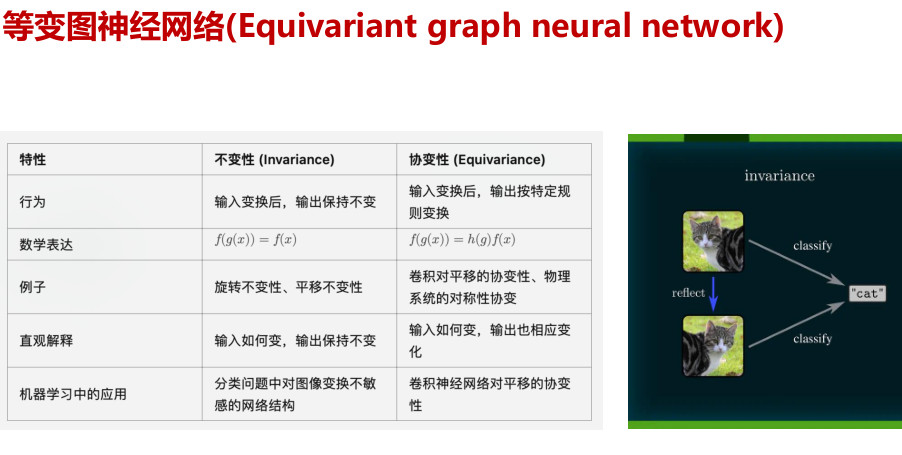 等变图神经网络(Equivariant graph neural network)
特性
不变性 (Invariance)
协变性 (Equivariance)
行为
输入变换后，输出保持不变
输入变换后，输出按特定规
则变换
数学表达
f(g(x)) = f(x)
f(g(x)) = h(g)f(x)
例子
旋转不变性、平移不变性
卷积对平移的协变性、物理
系统的对称性协变
直观解释
输入如何变，输出保持不变
输入如何变，输出也相应变
化
机器学习中的应用
分类问题中对图像变换不敏
感的网络结构
卷积神经网络对平移的协变
性
invariance
classify
reflect
"cat"
classify